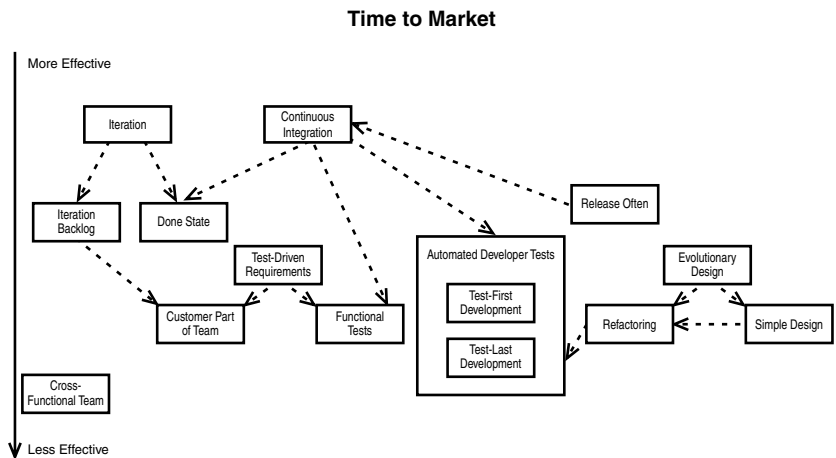 Time to Market
More Effective
Iteration
Continuous
Integration
Release Often
Iteration
Backlog
Done State
Test-Driven
Requirements
Automated Developer Tests
Evolutionary
Design
Test-First
Development
Customer Part
of Team
Functional
Tests
Refactoring
Simple Design
Test-Last
Development
Cross-
Functional Team
Less Effective